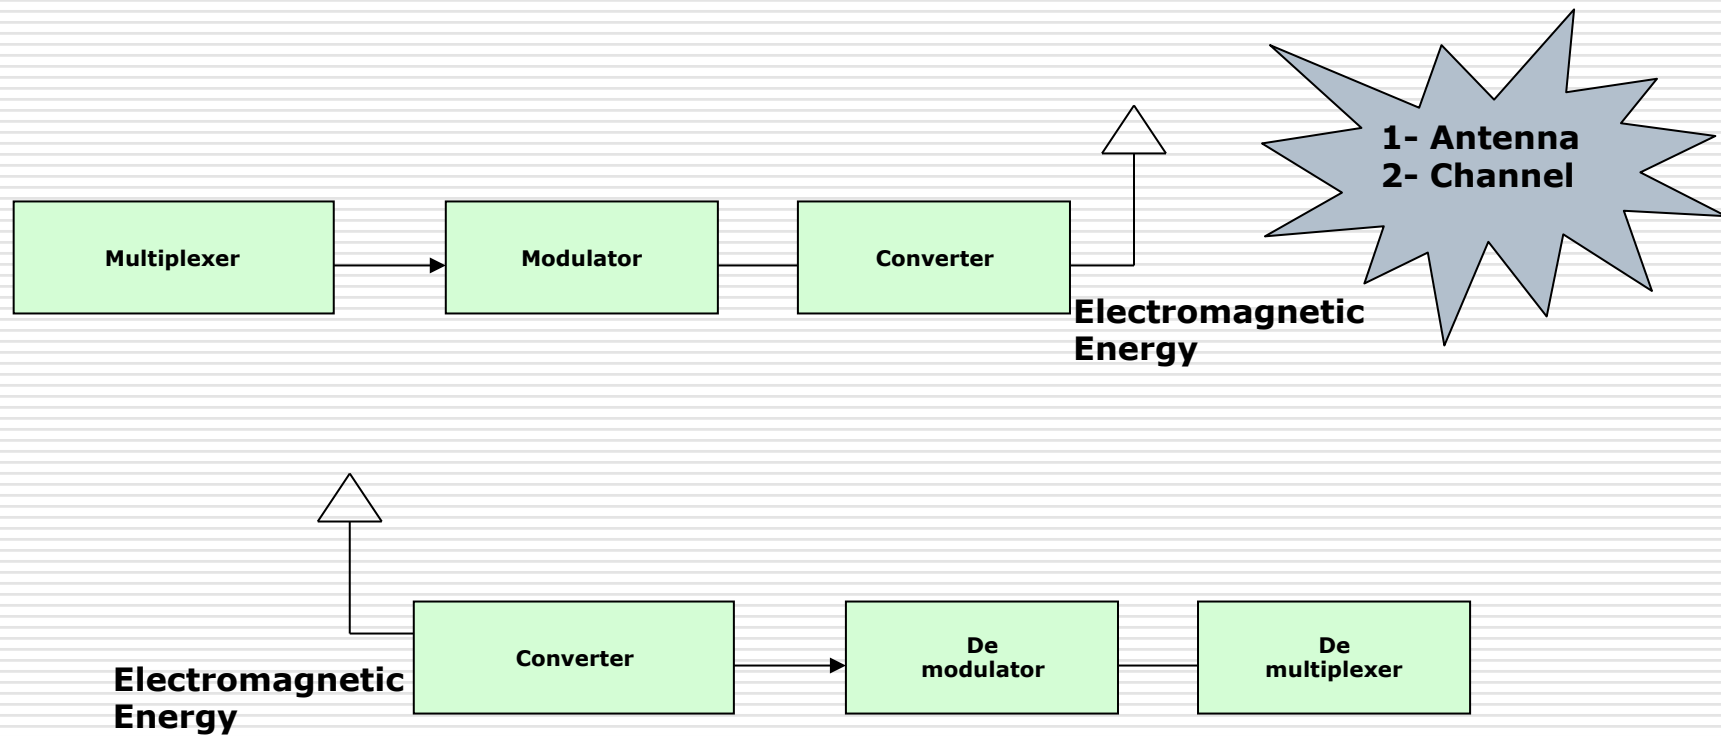 1- Antenna
2- Channel
Multiplexer
Modulator
Converter
Electromagnetic
Energy
Converter
De
modulator
De
multiplexer
Electromagnetic
Energy